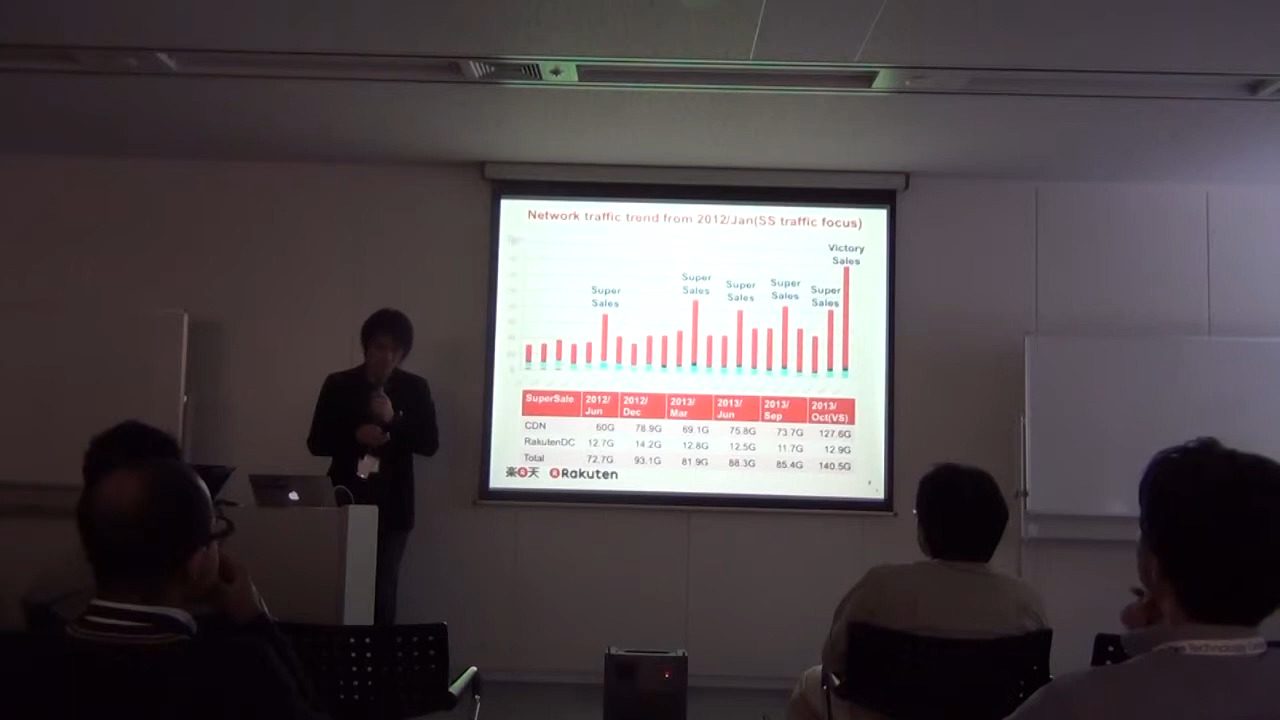 Network traffic trend from 2012/Jan(SS traffic focus)
Victory
Sales
Super
Sales
Super
Sales
Super
Sales
Super
Sales
Super
Sales
SuperSale 2012/ 2012/ 2013/ 2013/ 2013/ 2013/
Jun Dec Mar Jun Sep Oct(VS)
CDN 60G 78.9G 69.1G 75.8G 73.7G 127.6G
RakutenDC 12.7G 14.2G 12.8G 12.5G 11.7G 12.9G
Total 72.7G 93.1G 81.9G 88.3G 85.4G 140.5G
楽天 Rakuten
Technology